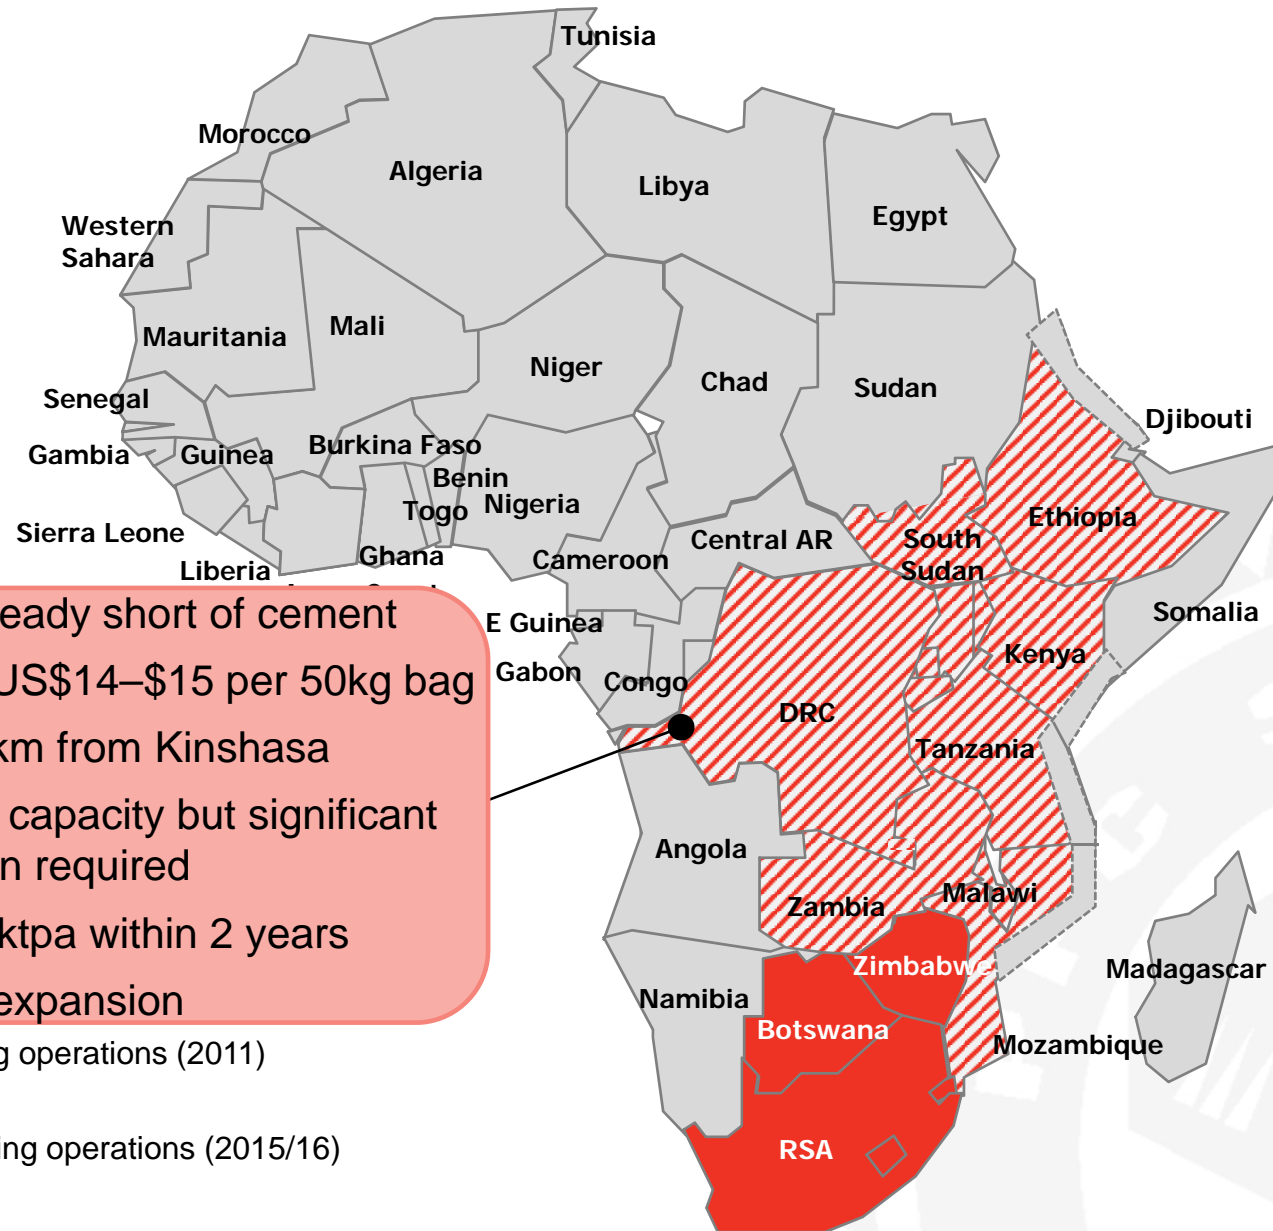 Tunisia
Morocco
Algeria
Libya
Egypt
Western
Sahara
Mauritania
Mali
Niger
Chad
Sudan
Senegal
Djibouti
Gambia
Guinea
Burkina Faso
Benin
Togo
Nigeria
Ethiopia
Sierra Leone
Ghana
Cameroon
Central AR
South
Sudan
Liberia
Somalia
E Guinea
Kenya
Gabon
Congo
DRC
Tanzania
Angola
Zambia
Malawi
Zimbabwe
Madagascar
Namibia
Botswana
Mozambique
RSA
eady short of cement
US$14–$15 per 50kg bag
km from Kinshasa
capacity but significant
n required
ktpa within 2 years
expansion
g operations (2011)
ing operations (2015/16)